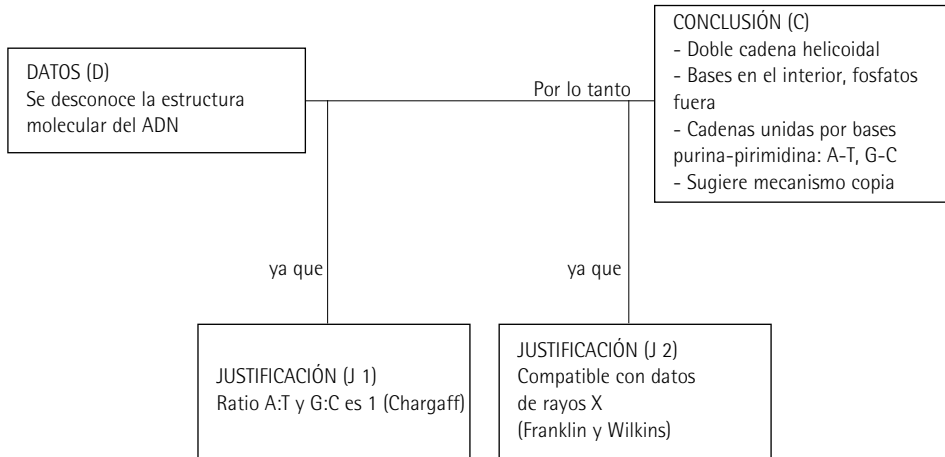 DATOS (D)
Se desconoce la estructura
molecular del ADN
Por lo tanto
CONCLUSIÓN (C)
- Doble cadena helicoidal
- Bases en el interior, fosfatos
fuera
- Cadenas unidas por bases
purina-pirimidina: A-T, G-C
- Sugiere mecanismo copia
ya que
ya que
JUSTIFICACIÓN (J 1)
Ratio A:T y G:C es 1 (Chargaff)
JUSTIFICACIÓN (J 2)
Compatible con datos
de rayos X
(Franklin y Wilkins)